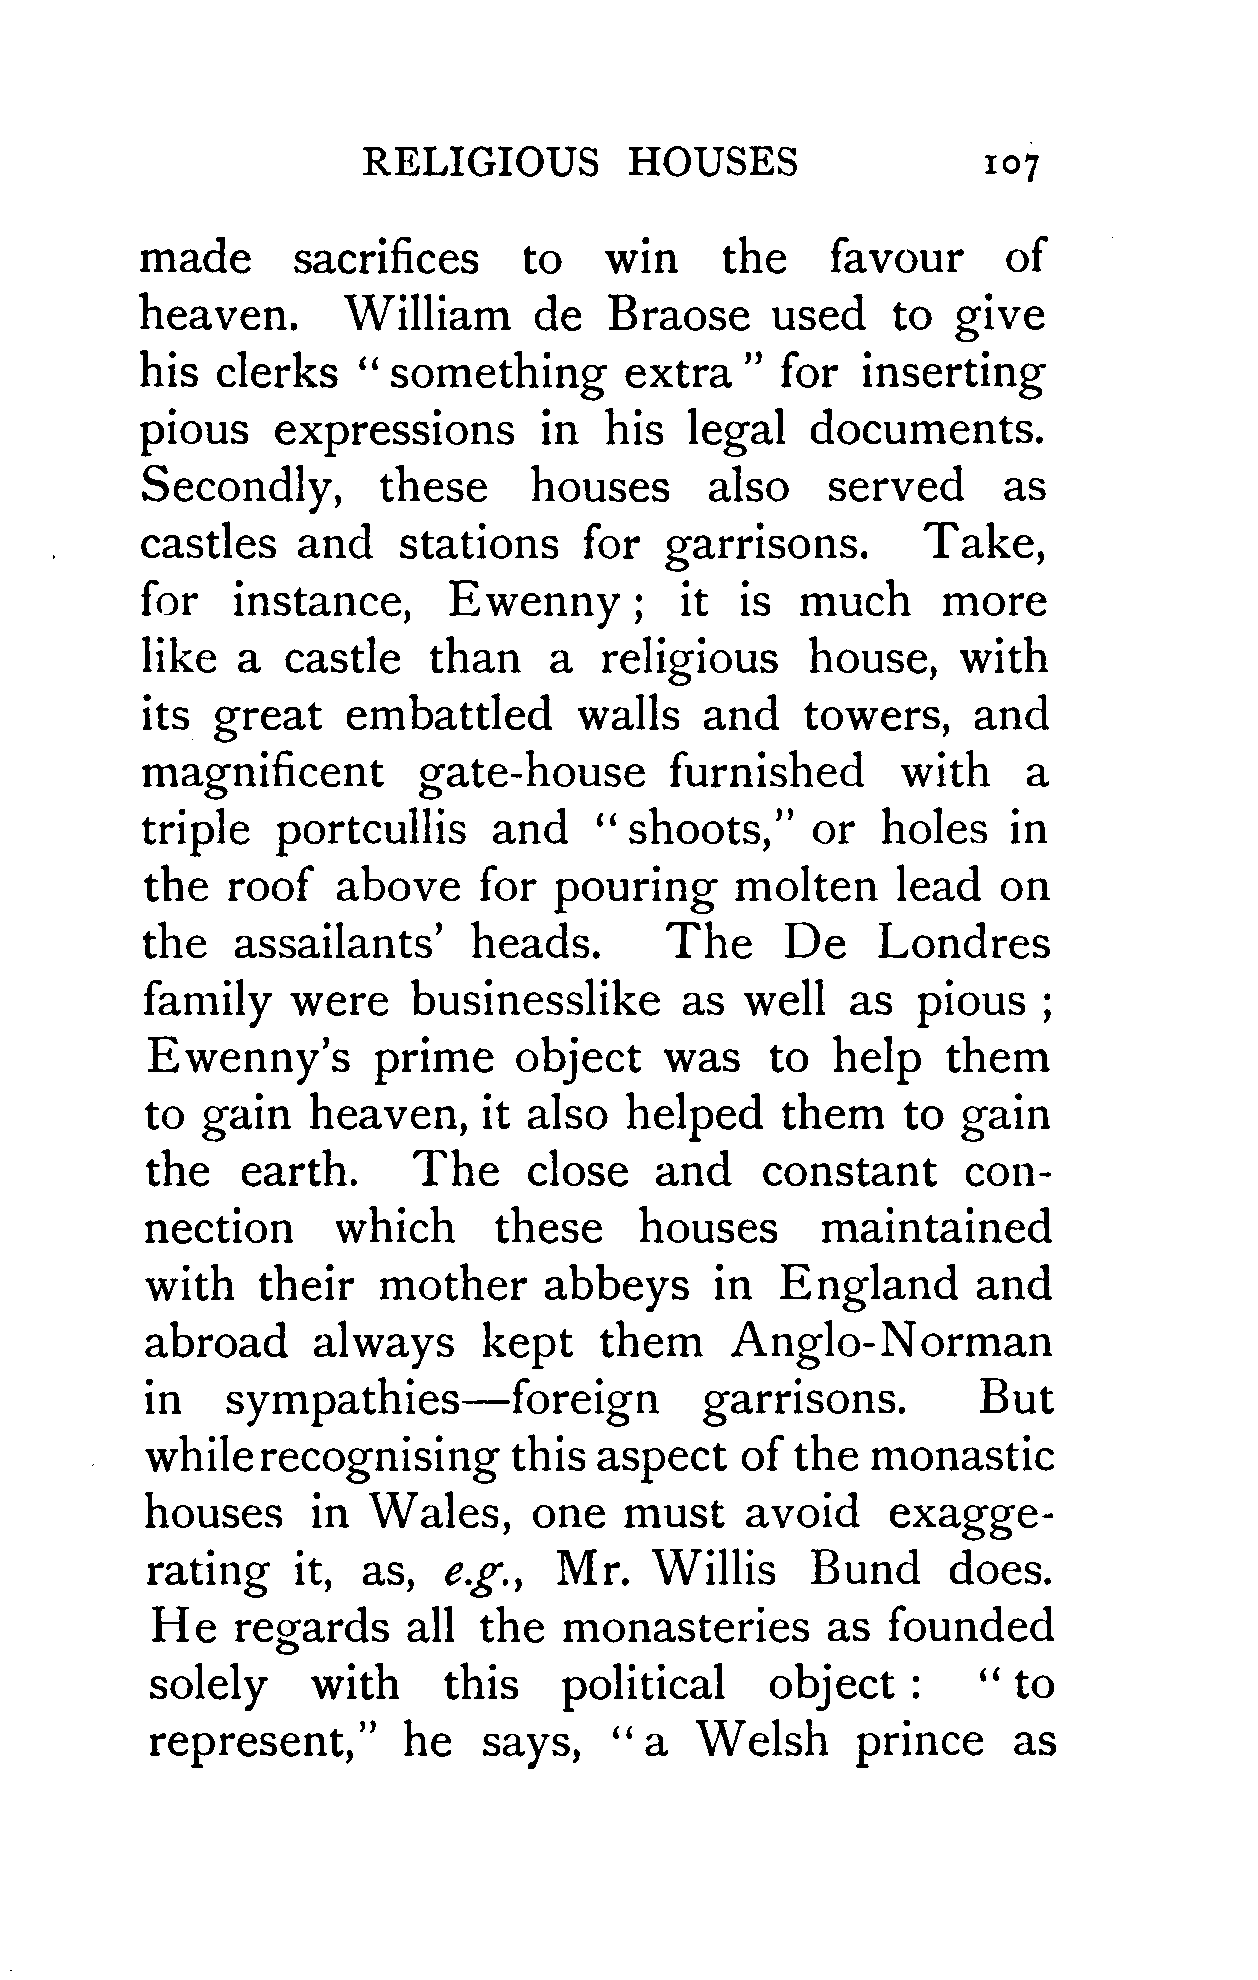 RELIGIOUS HOUSES 107
made sacrifices to win the favour of
heaven. William de Braose used to give
his clerks “ something extra ” for inserting
pious expressions in his legal documents.
Secondly, these houses also served as
castles and stations for garrisons. Take,
for instance, Ewenny ; it is much more
like a castle than a religious house, with
its great embattled walls and towers, and
magnificent gate-house furnished with a
triple portcullis and “ shoots,” or holes in
the roof above for pouring molten lead on
the assailants’ heads. The De Londres
family were businesslike as well as pious ;
Ewenny’s prime object was to help them
to gain heaven, it also helped them to gain
the earth. The close and constant con-
nection which these houses maintained
with their mother abbeys in England and
abroad always kept them Anglo-Norman
in sympathies—foreign garrisons. But
while recognising this aspect of the monastic
houses in Wales, one must avoid exagge-
rating it, as, e.g., Mr. Willis Bund does.
He regards all the monasteries as founded
solely with this political object : “ to
represent,” he says, “ a Welsh prince as